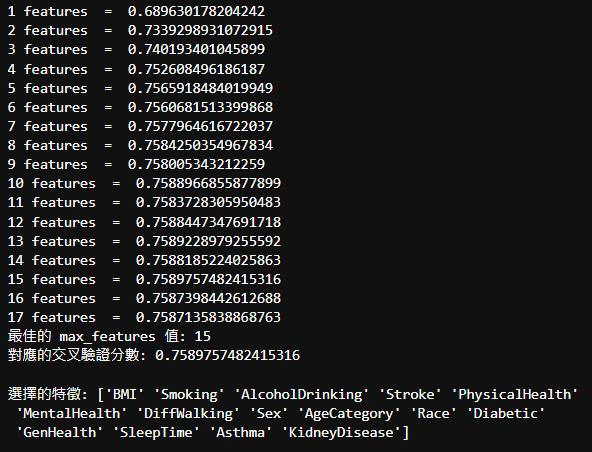 1 features  =  0.689630178204242
2 features  =  0.7339298931072915
3 features  =  0.740193401045899
4 features  =  0.752608496186187
5 features  =  0.7565918484019949
6 features  =  0.7560681513399868
7 features  =  0.7577964616722037
8 features  =  0.7584250354967834
9 features  =  0.758005343212259
10 features  =  0.7588966855877899
11 features  =  0.7583728305950483
12 features  =  0.7588447347691718
13 features  =  0.7589228979255592
14 features  =  0.7588185224025863
15 features  =  0.7589757482415316
16 features  =  0.7587398442612688
17 features  =  0.7587135838868763
最佳的 max_features 值: 15
對應的交叉驗證分數: 0.7589757482415316
選擇的特徵: ['BMI' 'Smoking' 'AlcoholDrinking' 'Stroke' 'PhysicalHealth'
 'MentalHealth' 'DiffWalking' 'Sex' 'AgeCategory' 'Race' 'Diabetic'
 'GenHealth' 'SleepTime' 'Asthma' 'KidneyDisease']